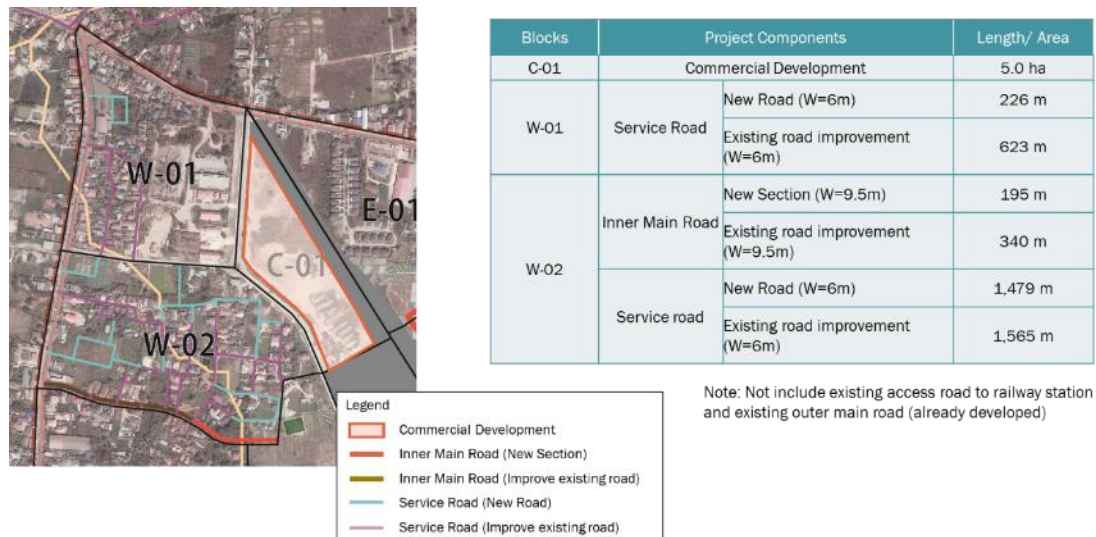 W-01
E-01
C-01
W-02
Legend
Commercial Development
Inner Main Road (New Section)
Inner Main Road (Improve existing road)
Service Road (New Road)
Service Road (Improve existing road)
Blocks Project Components Length/ Area
C-01 Commercial Development 5.0 ha
W-01 Service Road New Road (W=6m) 226 m
Existing road improvement
(W=6m) 623 m
W-02 Inner Main Road New Section (W=9.5m) 195 m
Existing road improvement
(W=9.5m) 340 m
Service road New Road (W=6m) 1,479 m
Existing road improvement
(W=6m) 1,565 m
Note: Not include existing access road to railway station
and existing outer main road (already developed)